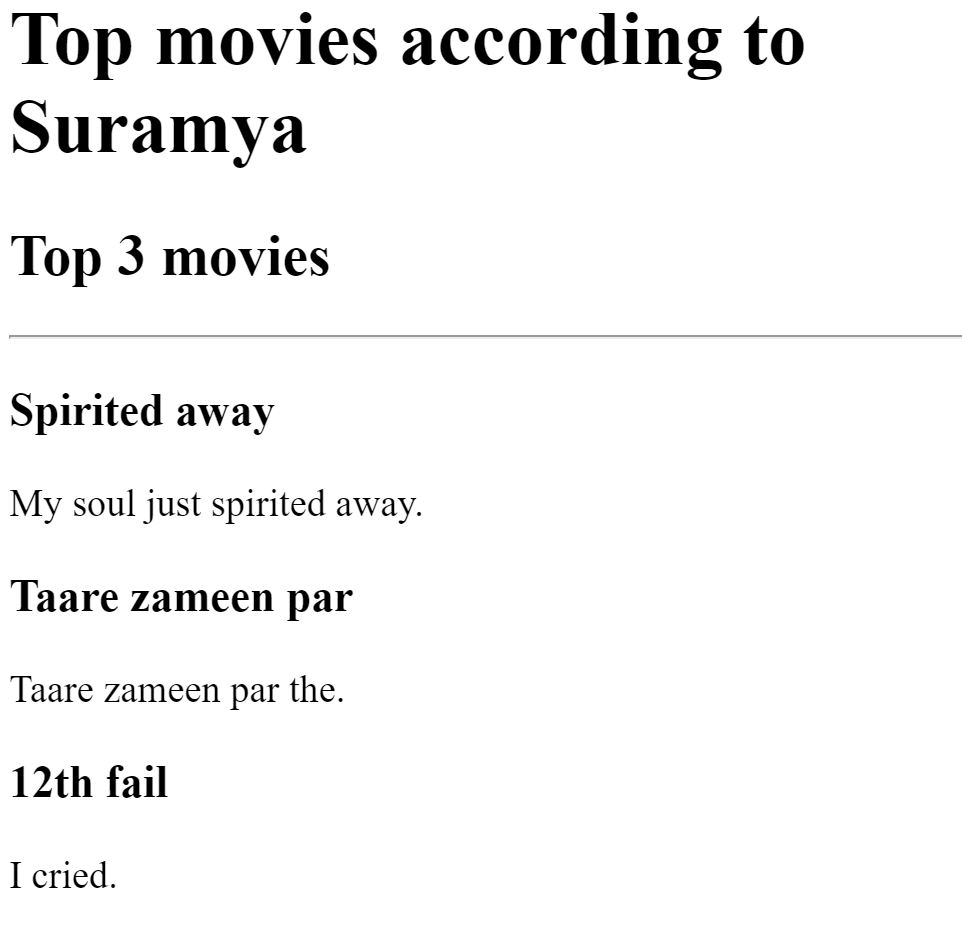 Top movies according to
Suramya
Top 3 movies
Spirited away
My soul just spirited away.
Taare zameen par
Taare zameen par the.
12th fail
I cried.